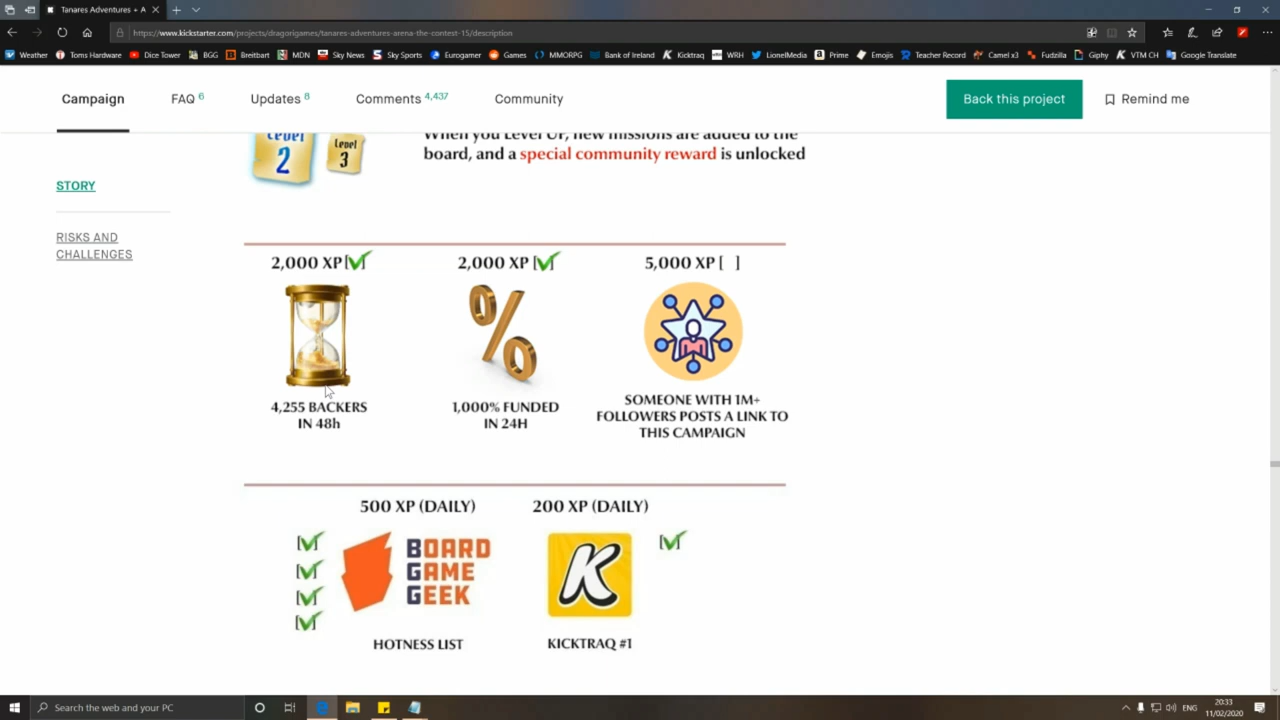 Tanares Adventures + A
https://www.kickstarter.com/projects/dragorigames/tanares-adventures-arena-the-contest-15/description
Weather Toms Hardware Dice Tower BGG Breitbart MDN Sky News Sky Sports Eurogamer Games MMORPG Bank of Ireland Kicktraq WRH LionelMedia Prime Emojis Teacher Record Camel x3 Fudzilla Giphy VTM CH Google Translate
Campaign FAQ 6 Updates 8 Comments 4,437 Community Back this project Remind me
Level 2 Level 3
When you Level UP, new missions are added to the
board, and a special community reward is unlocked
STORY
RISKS AND
CHALLENGES
2,000 XP[ ] 2,000 XP [ ] 5,000 XP [ ]
%
4,255 BACKERS
IN 48h
1,000% FUNDED
IN 24H
SOMEONE WITH 1M+
FOLLOWERS POSTS A LINK TO
THIS CAMPAIGN
500 XP (DAILY) 200 XP (DAILY)
BOARD
GAME
GEEK
K
HOTNESS LIST KICKTRAQ #1
Search the web and your PC
ENG
20:33
11/02/2020